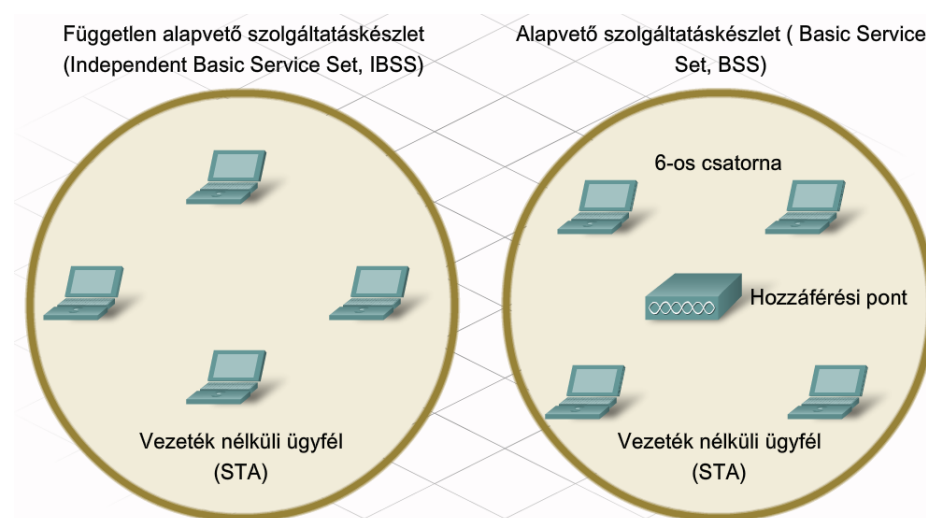 Független alapvető szolgáltatáskészlet
(Independent Basic Service Set, IBSS)
Alapvető szolgáltatáskészlet ( Basic Service
Set, BSS)
6-os csatorna
Hozzáférési pont
Vezeték nélküli ügyfél
(STA)
Vezeték nélküli ügyfél
(STA)